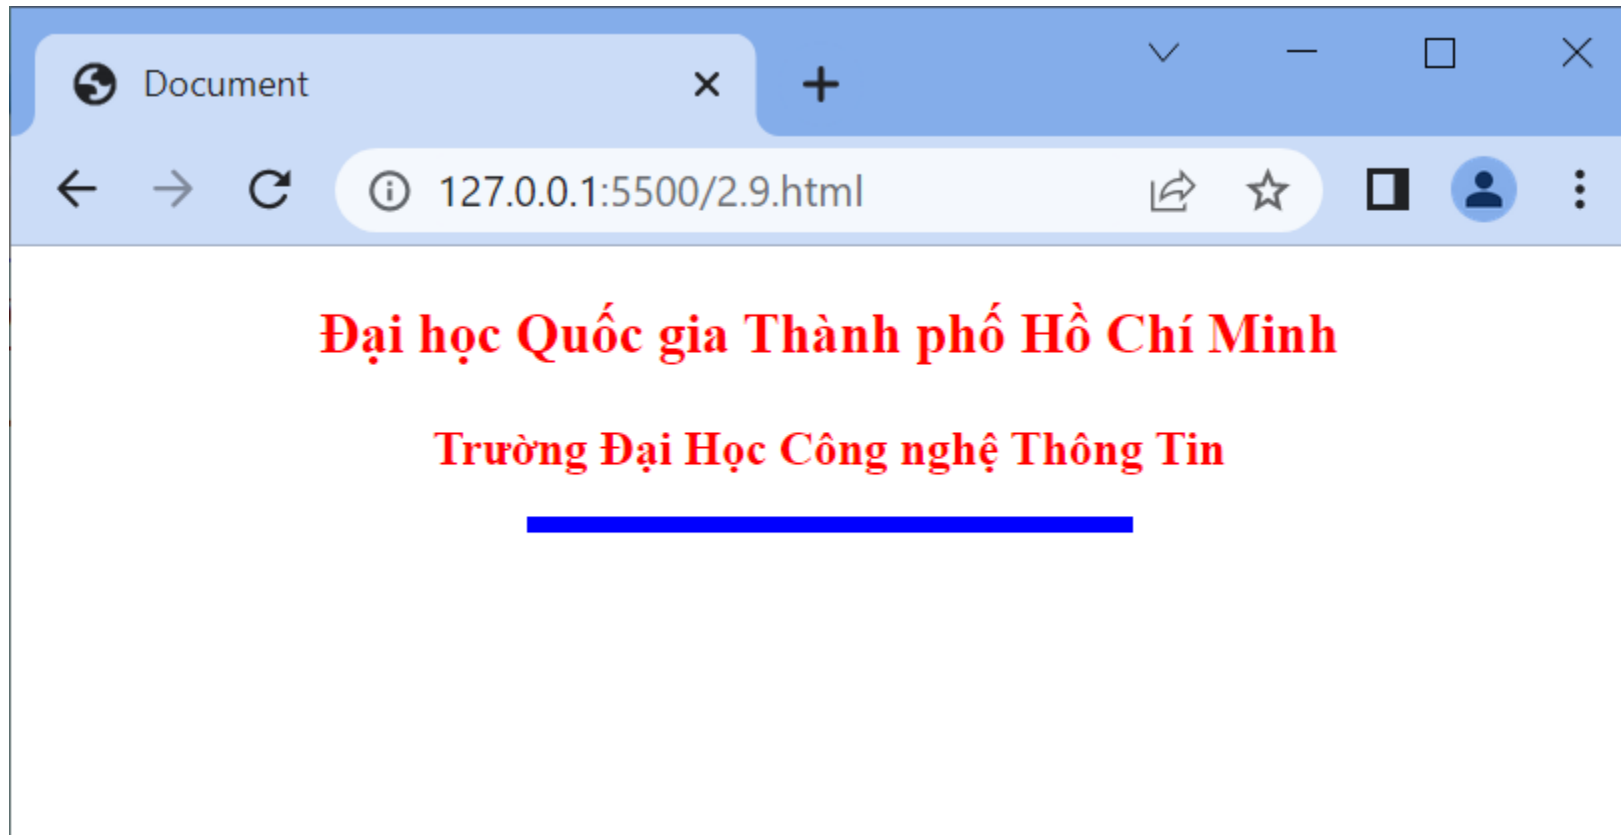 Document
127.0.0.1:5500/2.9.html
Đại học Quốc gia Thành phố Hồ Chí Minh
Trường Đại Học Công nghệ Thông Tin